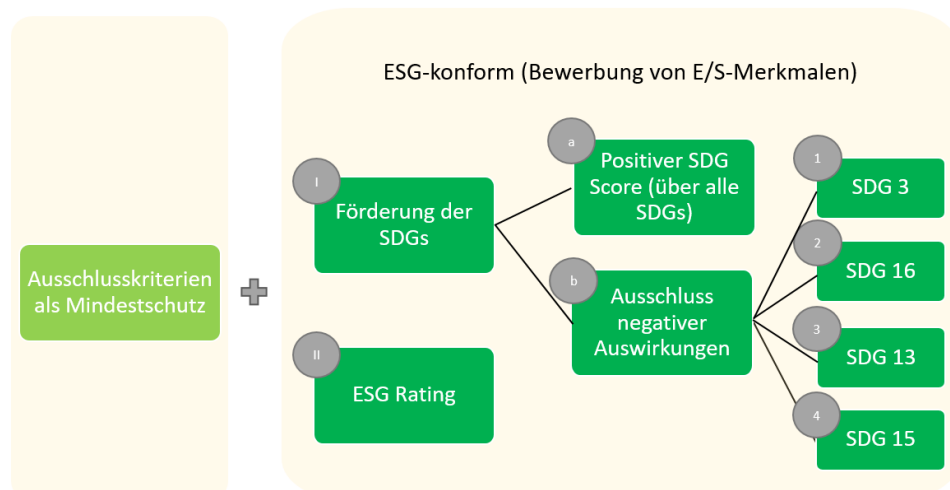 ESG-konform (Bewerbung von E/S-Merkmalen)
Ausschlusskriterien
als Mindestschutz
I
Förderung der
SDGs
II
ESG Rating
a
Positiver SDG
Score (über alle
SDGs)
b
Ausschluss
negativer
Auswirkungen
1
SDG 3
2
SDG 16
3
SDG 13
4
SDG 15